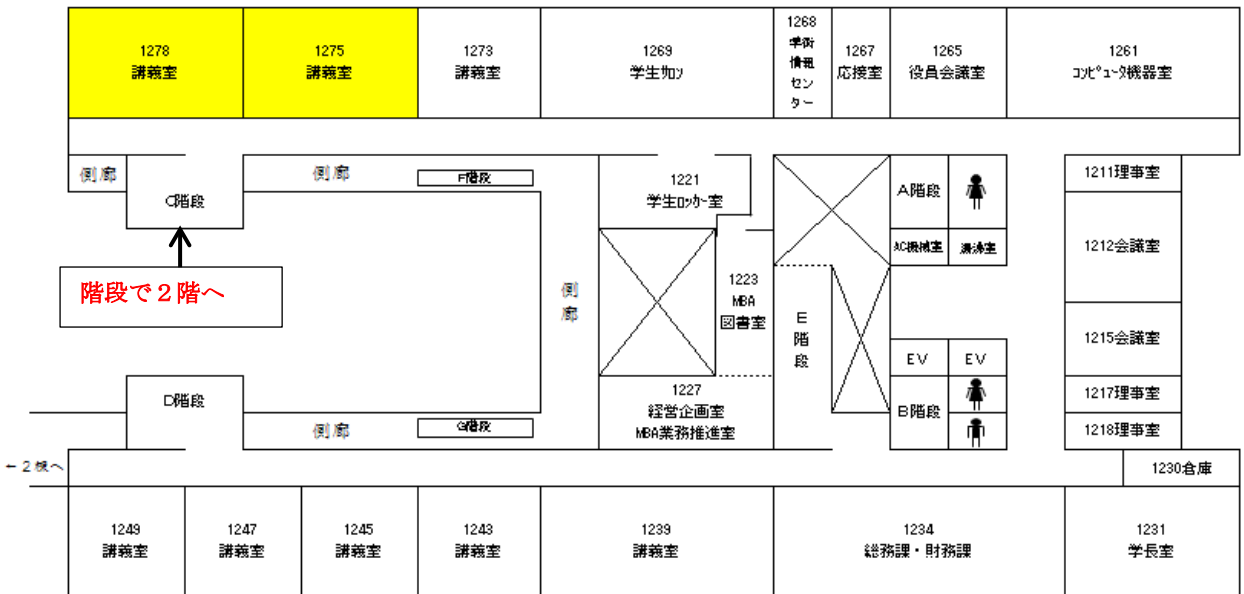 1278
講義室
1275
講義室
1273
講義室
1269
学生ｻﾛﾝ
1268
学術
情報
セン
ター
1267
応接室
1265
役員会議室
1261
ｺﾝﾋﾟｭｰﾀ機器室
側廊
C階段
側廊
F階段
1221
学生ﾛｯｶｰ室
A階段
AC機械室
湯沸室
1211理事室
1212会議室
1215会議室
1217理事室
1218理事室
階段で２階へ
側
廊
1223
MBA
図書室
E
階
段
EV
EV
B階段
D階段
側廊
G階段
1227
経営企画室
MBA業務推進室
←２棟へ
1230倉庫
1249
講義室
1247
講義室
1245
講義室
1243
講義室
1239
講義室
1234
総務課・財務課
1231
学長室